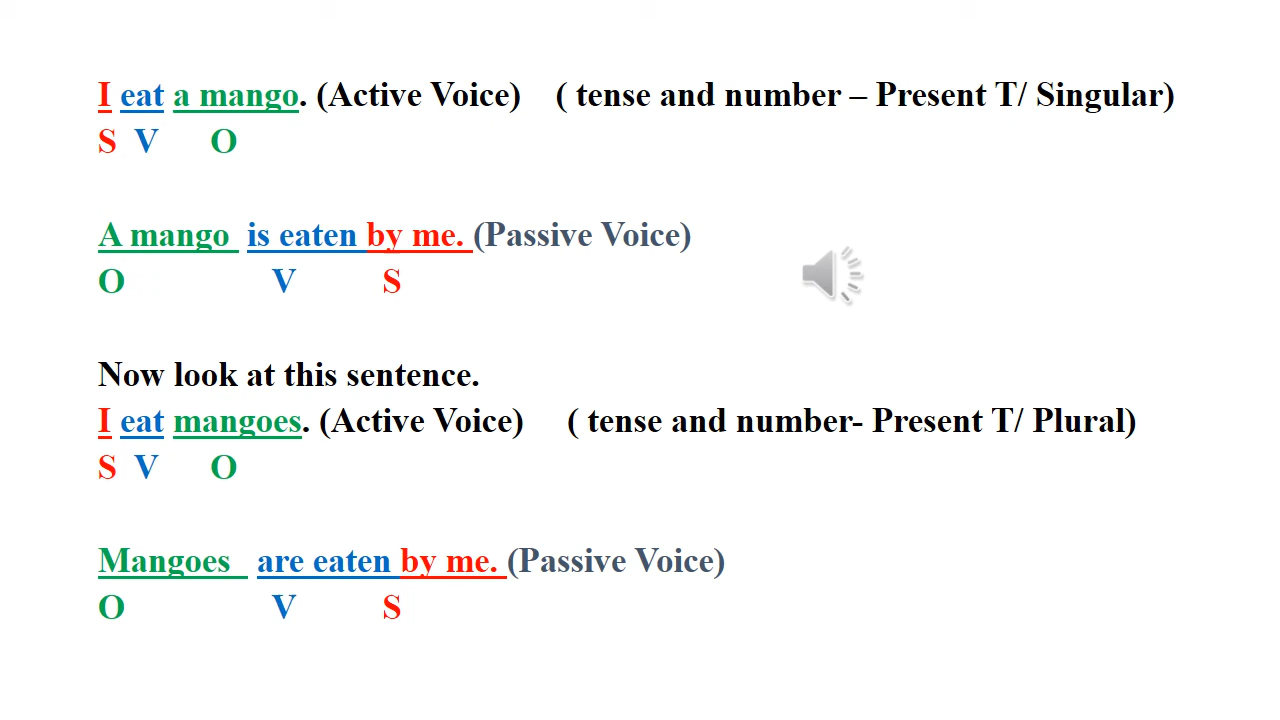 I eat a mango. (Active Voice) ( tense and number – Present T/ Singular)
S V O
A mango is eaten by me. (Passive Voice)
O V S
Now look at this sentence.
I eat mangoes. (Active Voice) ( tense and number- Present T/ Plural)
S V O
Mangoes are eaten by me. (Passive Voice)
O V S